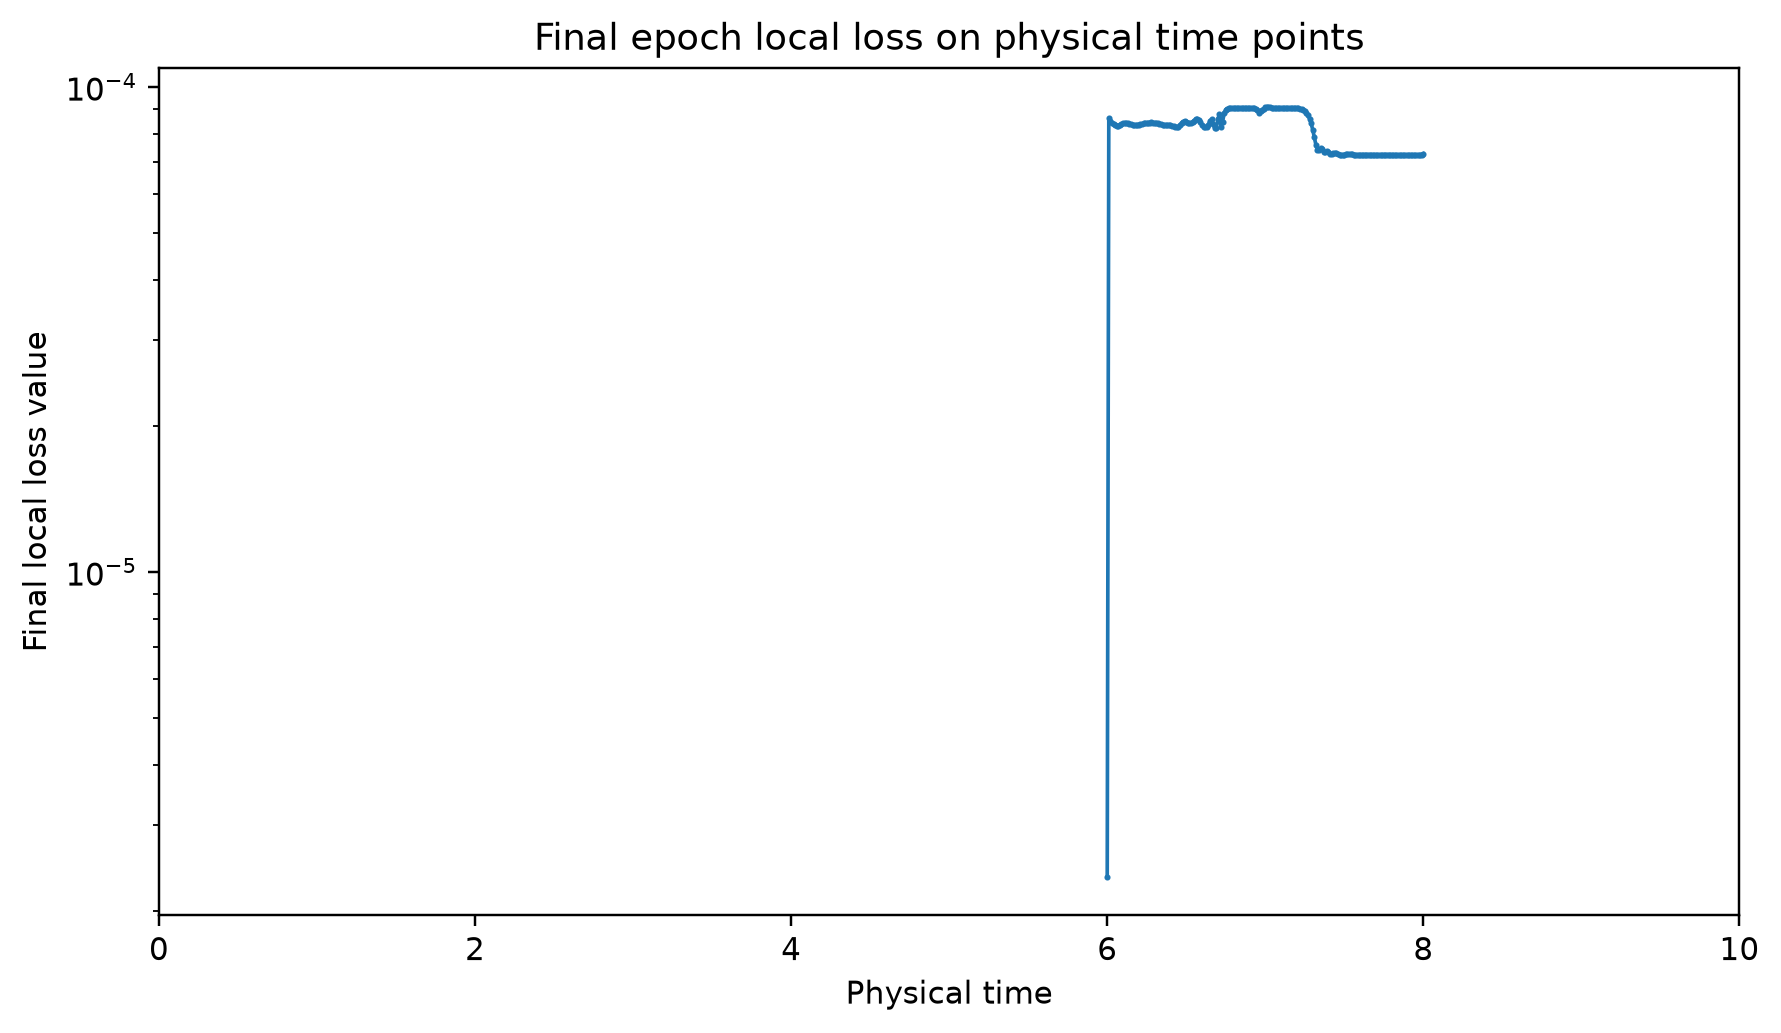 Final epoch local loss on physical time points
10⁻⁴
10⁻⁵
Final local loss value
0 2 4 6 8 10
Physical time